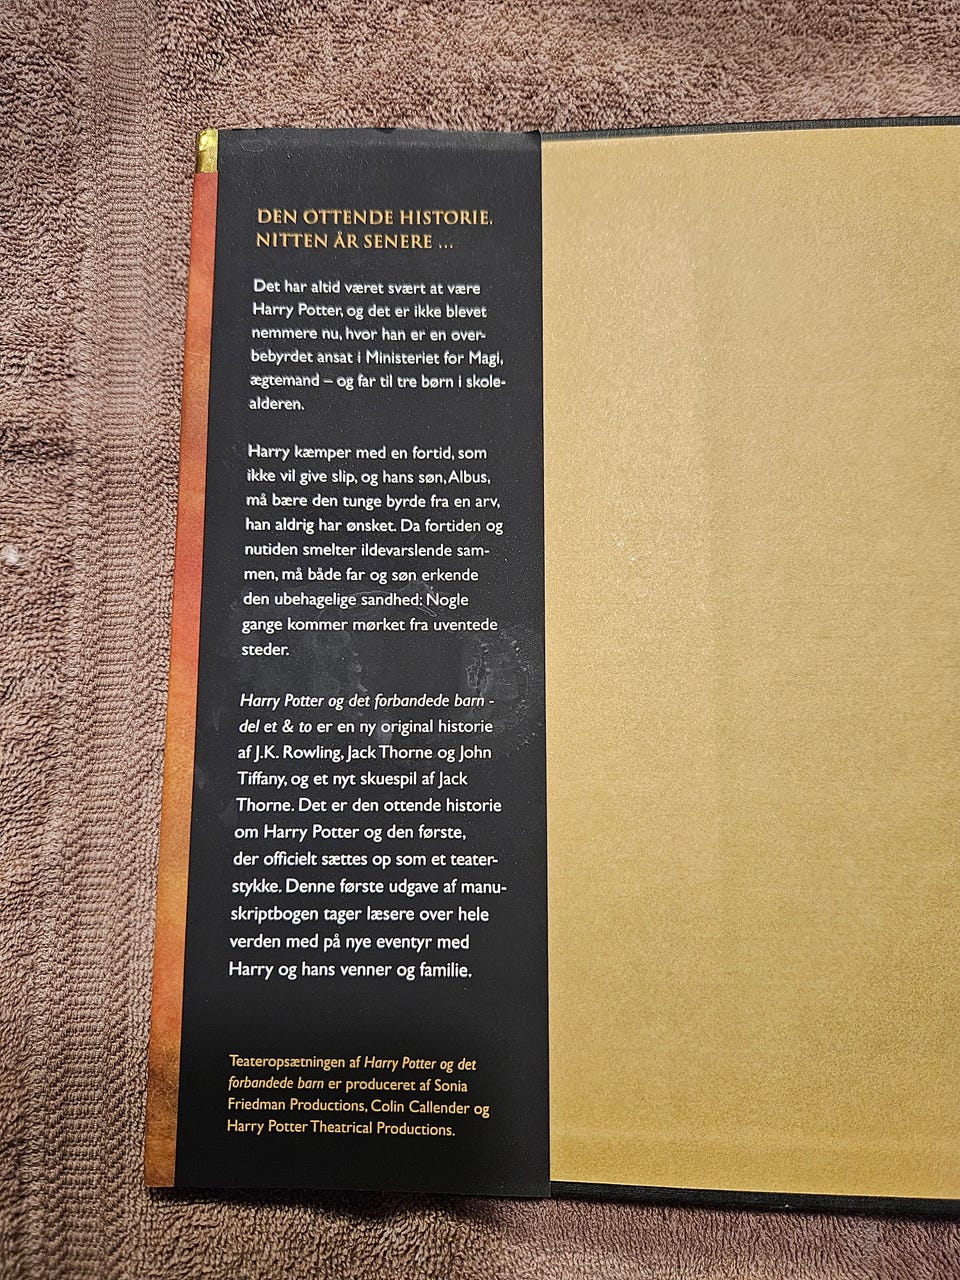 DEN OTTENDE HISTORIE.
NITTEN ÅR SENERE ...
Det har altid været svært at være
Harry Potter, og det er ikke blevet
nemmere nu, hvor han er en over-
bebyrdet ansat i Ministeriet for Magi,
ægtemand – og far til tre børn i skole-
alderen.
Harry kæmper med en fortid, som
ikke vil give slip, og hans søn, Albus,
må bære den tunge byrde fra en arv,
han aldrig har ønsket. Da fortiden og
nutiden smelter ildevarslende sam-
men, må både far og søn erkende
den ubehagelige sandhed: Nogle
gange kommer mørket fra uventede
steder.
Harry Potter og det forbandede barn -
del et & to er en ny original historie
af J.K. Rowling, Jack Thorne og John
Tiffany, og et nyt skuespil af Jack
Thorne. Det er den ottende historie
om Harry Potter og den første,
der officielt sættes op som et teater-
stykke. Denne første udgave af manu-
skriptbogen tager læsere over hele
verden med på nye eventyr med
Harry og hans venner og familie.
Teateropsætningen af Harry Potter og det
forbandede barn er produceret af Sonia
Friedman Productions, Colin Callender og
Harry Potter Theatrical Productions.